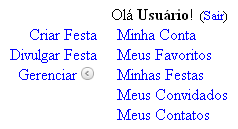 Olá Usuário! (Sair)
Criar Festa Minha Conta
Divulgar Festa Meus Favoritos
Gerenciar Minhas Festas
Meus Convidados
Meus Contatos